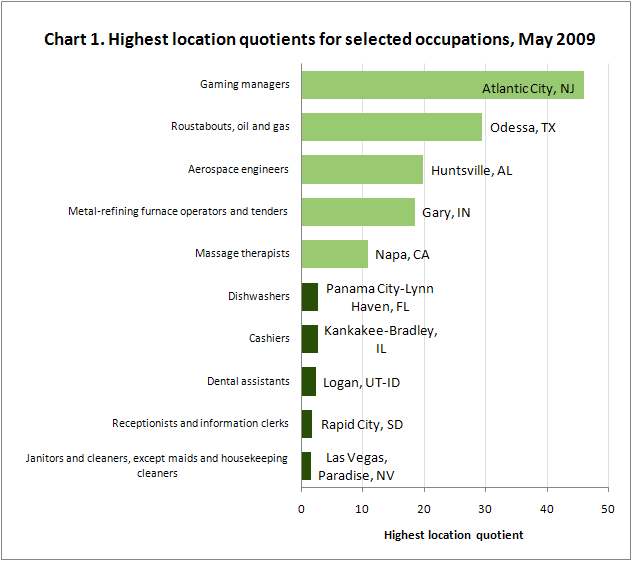 Chart 1. Highest location quotients for selected occupations, May 2009
Gaming managers
Atlantic City, NJ
Roustabouts, oil and gas
Odessa, TX
Aerospace engineers
Huntsville, AL
Metal-refining furnace operators and tenders
Gary, IN
Massage therapists
Napa, CA
Dishwashers
Panama City-Lynn
Haven, FL
Cashiers
Kankakee-Bradley,
IL
Dental assistants
Logan, UT-ID
Receptionists and information clerks
Rapid City, SD
Janitors and cleaners, except maids and housekeeping
cleaners
Las Vegas,
Paradise, NV
0 10 20 30 40 50
Highest location quotient